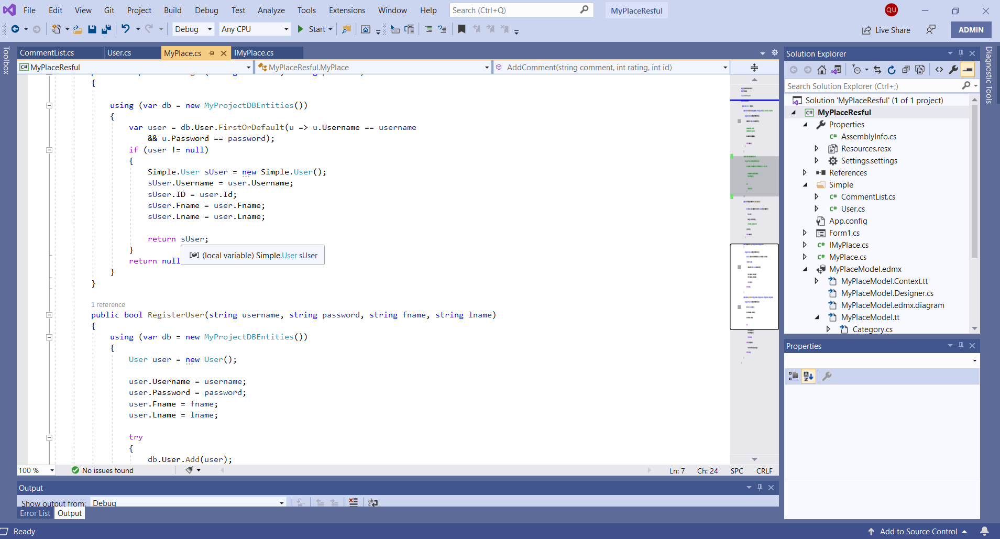 File Edit View Git Project Build Debug Test Analyze Tools Extensions Window Help Search (Ctrl+Q) MyPlaceResful QU
Debug Any CPU Start Live Share ADMIN
Toolbox
CommentList.cs User.cs MyPlace.cs IMyPlace.cs
MyPlaceResful MyPlaceResful.MyPlace AddComment(string comment, int rating, int id)
{
using (var db = new MyProjectDBEntities())
{
var user = db.User.FirstOrDefault(u => u.Username == username
&& u.Password == password);
if (user != null)
{
Simple.User sUser = new Simple.User();
sUser.Username = user.Username;
sUser.ID = user.Id;
sUser.Fname = user.Fname;
sUser.Lname = user.Lname;
return sUser;
}
(local variable) Simple.User sUser
return null
}
}
1 reference
public bool RegisterUser(string username, string password, string fname, string lname)
{
using (var db = new MyProjectDBEntities())
{
User user = new User();
user.Username = username;
user.Password = password;
user.Fname = fname;
user.Lname = lname;
try
{
db.User.Add(user);
100 % No issues found Ln: 7 Ch: 24 SPC CRLF
Output
Show output from: Debug
Error List Output
Solution Explorer
Search Solution Explorer (Ctrl+;)
Solution 'MyPlaceResful' (1 of 1 project)
MyPlaceResful
Properties
AssemblyInfo.cs
Resources.resx
Settings.settings
References
Simple
CommentList.cs
User.cs
App.config
Form1.cs
IMyPlace.cs
MyPlace.cs
MyPlaceModel.edmx
MyPlaceModel.Context.tt
MyPlaceModel.Designer.cs
MyPlaceModel.edmx.diagram
MyPlaceModel.tt
Category.cs
Properties
Diagnostic Tools
Ready Add to Source Control